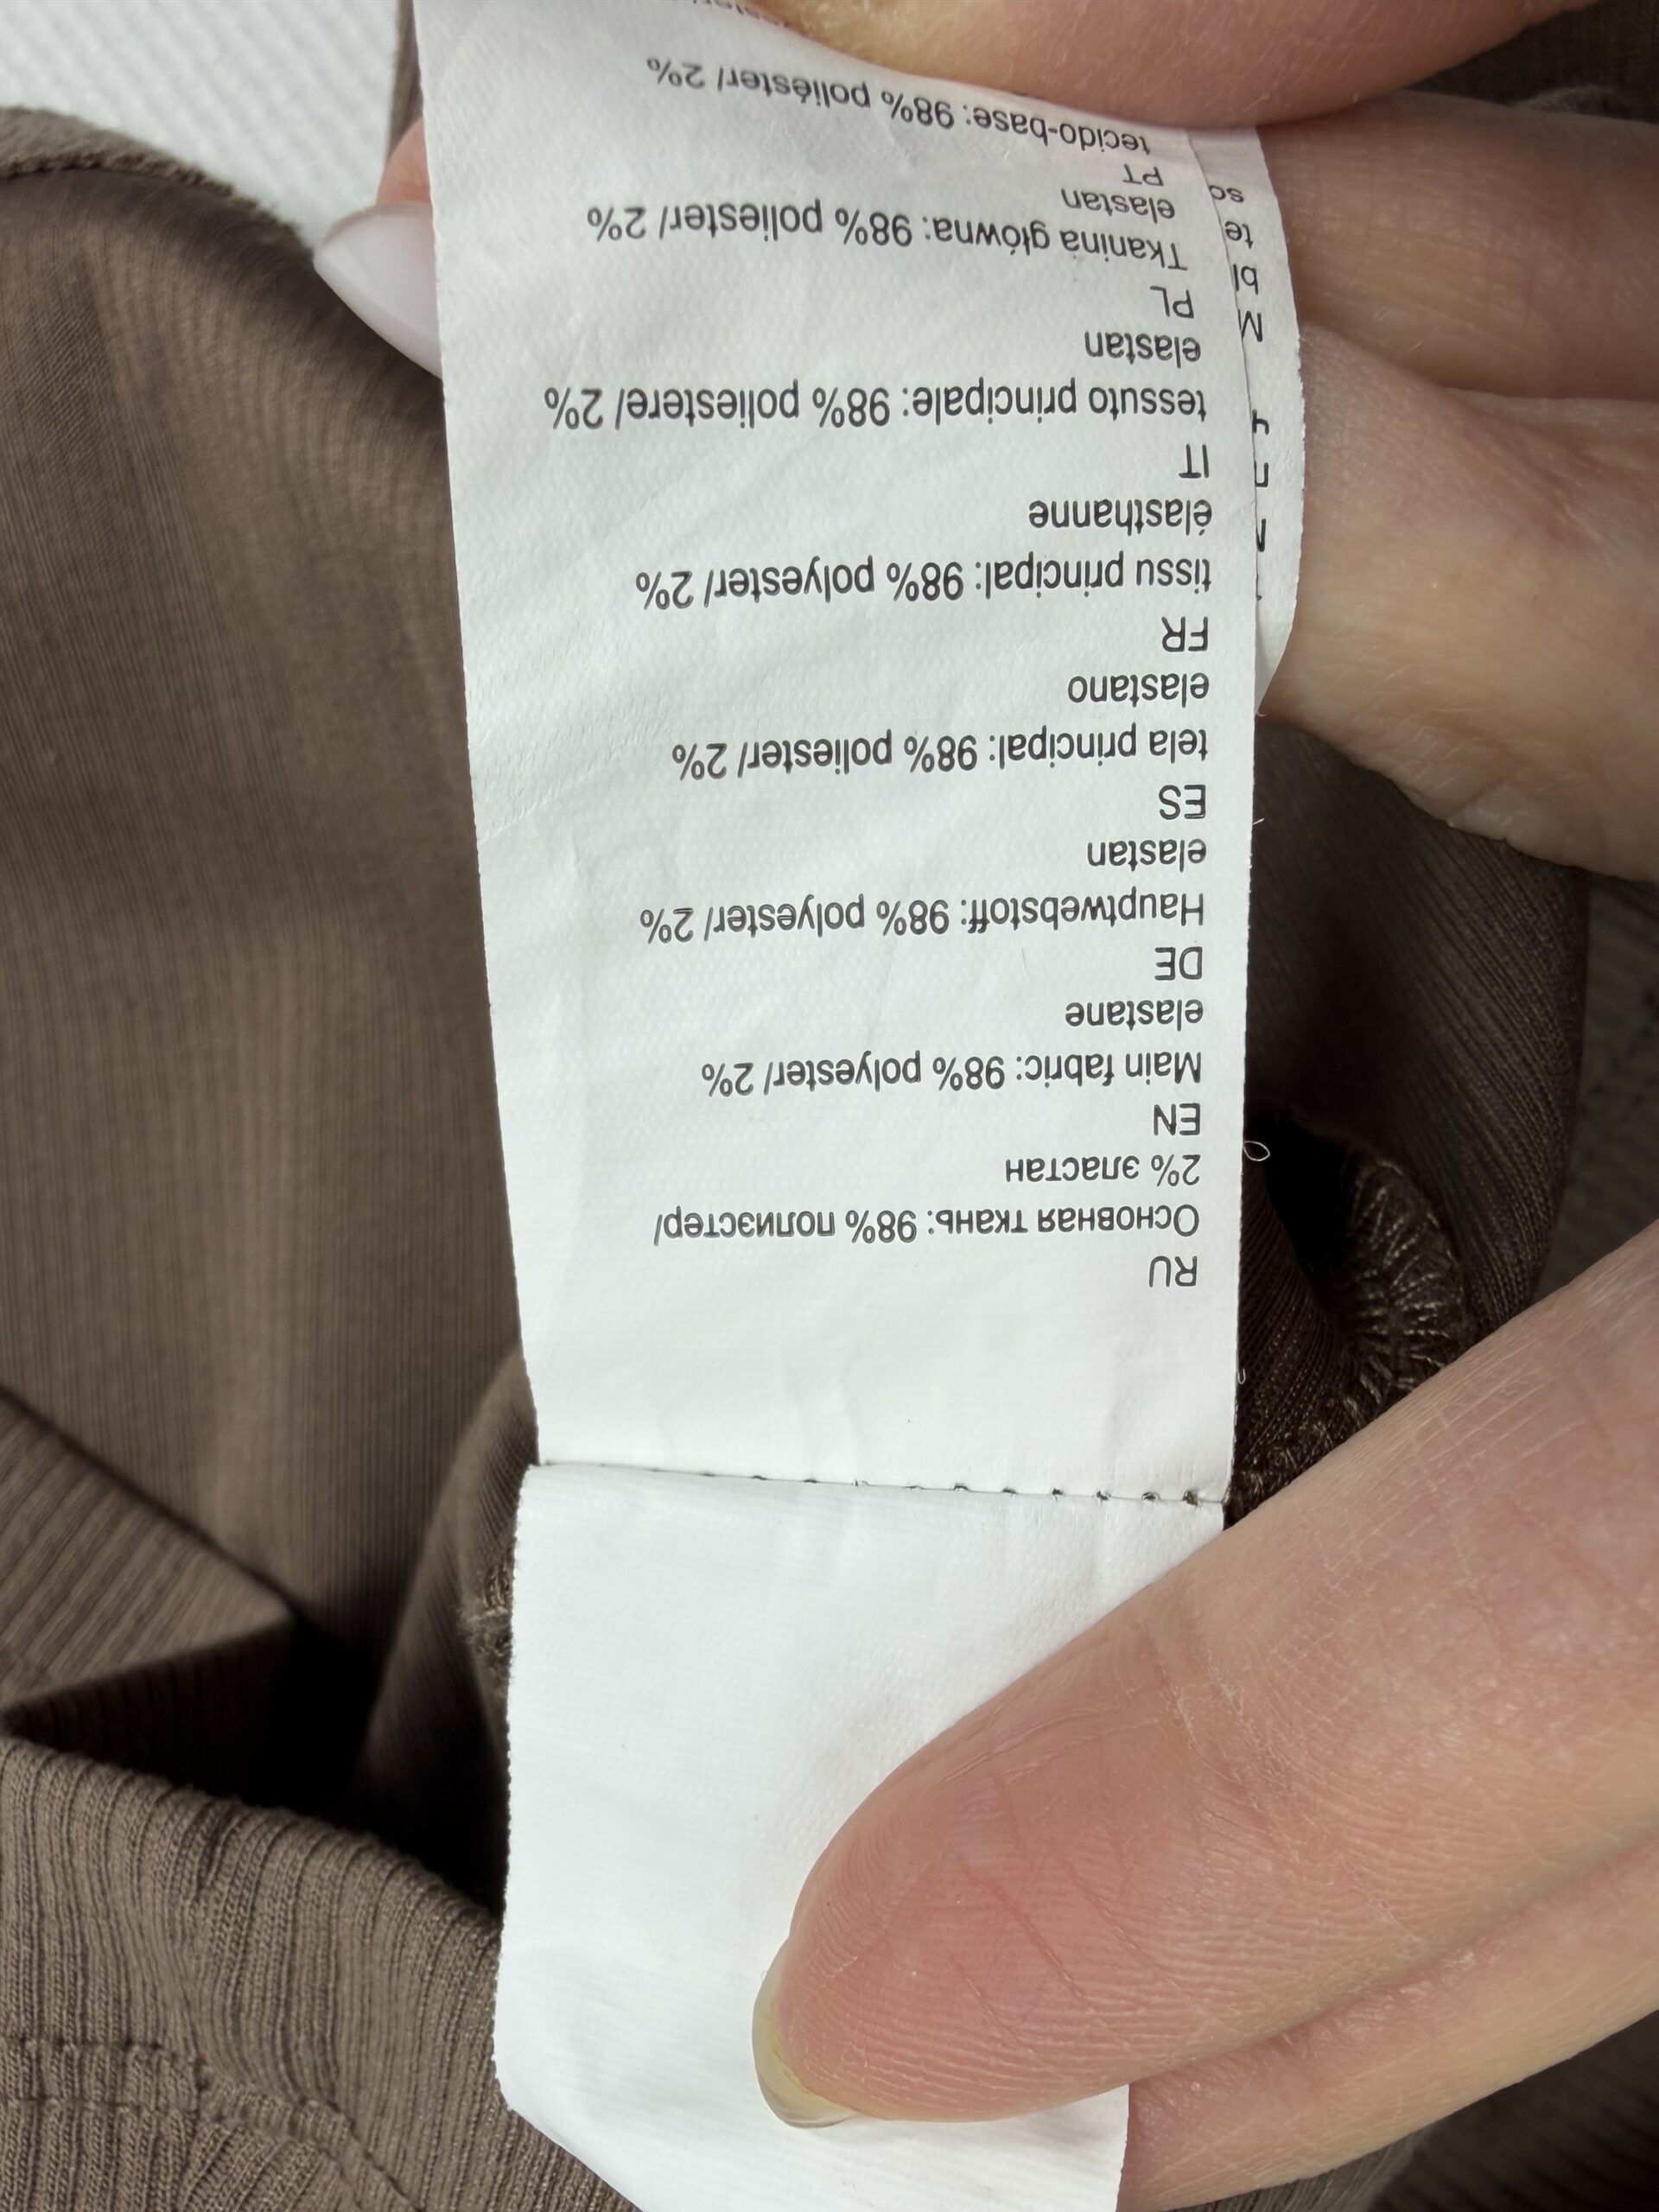 RU
Основная ткань: 98% полиэстер/
2% эластан
EN
Main fabric: 98% polyester/ 2%
elastane
DE
Hauptwebstoff: 98% polyester/ 2%
elastan
ES
tela principal: 98% poliester/ 2%
elastano
FR
tissu principal: 98% polyester/ 2%
élasthanne
IT
tessuto principale: 98% poliestere/ 2%
elastan
PL
Tkanina główna: 98% poliester/ 2%
elastan
PT
tecido-base: 98% poliéster/ 2%